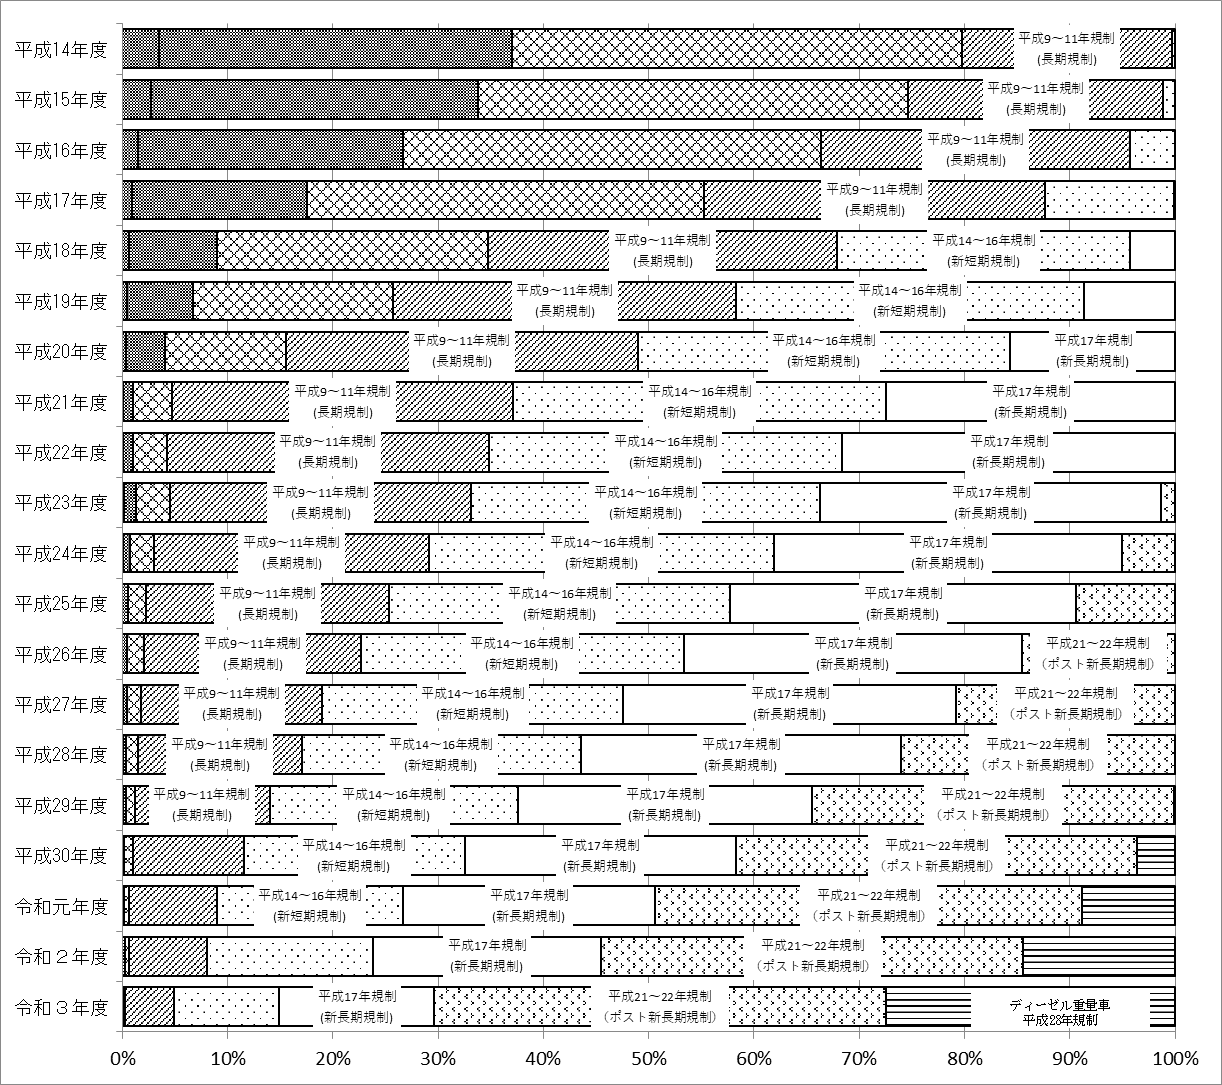 平成14年度
平成9～11年規制
(長期規制)
平成15年度
平成9～11年規制
(長期規制)
平成16年度
平成9～11年規制
(長期規制)
平成17年度
平成9～11年規制
(長期規制)
平成18年度
平成9～11年規制
(長期規制)
平成14～16年規制
(新短期規制)
平成19年度
平成9～11年規制
(長期規制)
平成14～16年規制
(新短期規制)
平成20年度
平成9～11年規制
(長期規制)
平成14～16年規制
(新短期規制)
平成17年規制
(新長期規制)
平成21年度
平成9～11年規制
(長期規制)
平成14～16年規制
(新短期規制)
平成17年規制
(新長期規制)
平成22年度
平成9～11年規制
(長期規制)
平成14～16年規制
(新短期規制)
平成17年規制
(新長期規制)
平成23年度
平成9～11年規制
(長期規制)
平成14～16年規制
(新短期規制)
平成17年規制
(新長期規制)
平成24年度
平成9～11年規制
(長期規制)
平成14～16年規制
(新短期規制)
平成17年規制
(新長期規制)
平成25年度
平成9～11年規制
(長期規制)
平成14～16年規制
(新短期規制)
平成17年規制
(新長期規制)
平成26年度
平成9～11年規制
(長期規制)
平成14～16年規制
(新短期規制)
平成17年規制
(新長期規制)
平成21～22年規制
（ポスト新長期規制）
平成27年度
平成9～11年規制
(長期規制)
平成14～16年規制
(新短期規制)
平成17年規制
(新長期規制)
平成21～22年規制
（ポスト新長期規制）
平成28年度
平成9～11年規制
(長期規制)
平成14～16年規制
(新短期規制)
平成17年規制
(新長期規制)
平成21～22年規制
（ポスト新長期規制）
平成29年度
平成9～11年規制
(長期規制)
平成14～16年規制
(新短期規制)
平成17年規制
(新長期規制)
平成21～22年規制
（ポスト新長期規制）
平成30年度
平成14～16年規制
(新短期規制)
平成17年規制
(新長期規制)
平成21～22年規制
（ポスト新長期規制）
令和元年度
平成14～16年規制
(新短期規制)
平成17年規制
(新長期規制)
平成21～22年規制
（ポスト新長期規制）
令和２年度
平成17年規制
(新長期規制)
平成21～22年規制
（ポスト新長期規制）
令和３年度
平成17年規制
(新長期規制)
平成21～22年規制
（ポスト新長期規制）
ディーゼル重量車
平成28年規制
0% 10% 20% 30% 40% 50% 60% 70% 80% 90% 100%